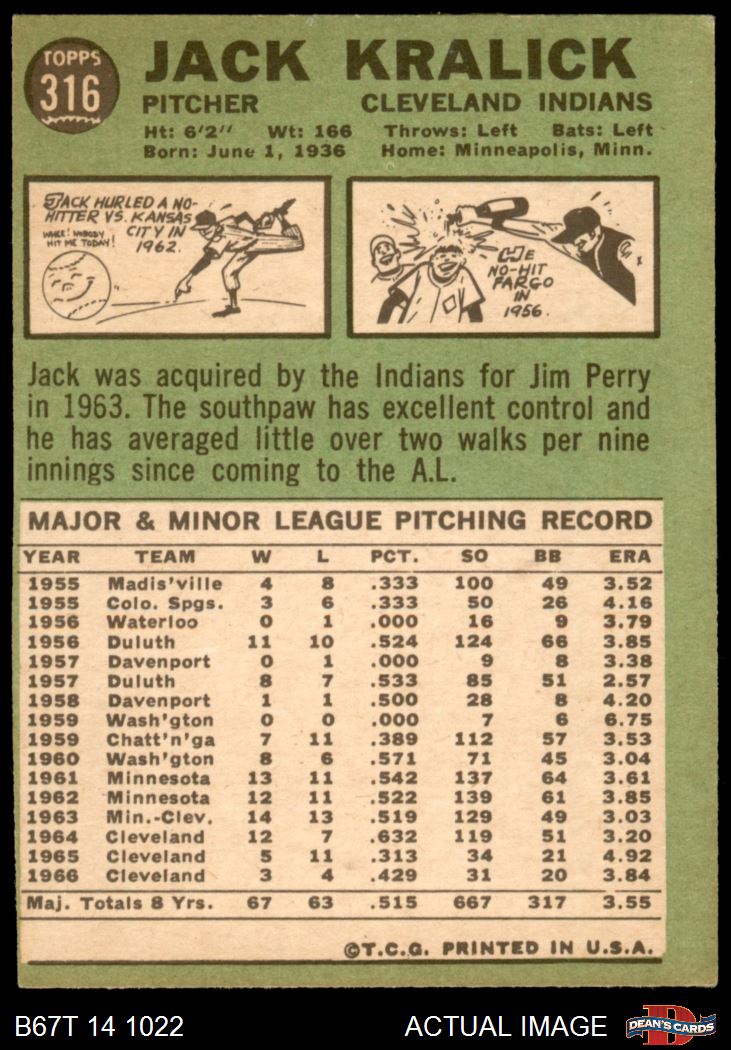 TOPPS
316
JACK KRALICK
PITCHER CLEVELAND INDIANS
Ht: 6'2" Wt: 166 Throws: Left Bats: Left
Born: June 1, 1936 Home: Minneapolis, Minn.
JACK HURLED A NO-
HITTER VS. KANSAS
CITY IN
1962.
WHEE! NOBODY
HIT ME TODAY!
HE
NO-HIT
FARGO
IN
1956.
Jack was acquired by the Indians for Jim Perry
in 1963. The southpaw has excellent control and
he has averaged little over two walks per nine
innings since coming to the A.L.
MAJOR & MINOR LEAGUE PITCHING RECORD
YEAR TEAM W L PCT. SO BB ERA
1955 Madis'ville 4 8 .333 100 49 3.52
1955 Colo. Spgs. 3 6 .333 50 26 4.16
1956 Waterloo 0 1 .000 16 9 3.79
1956 Duluth 11 10 .524 124 66 3.85
1957 Davenport 0 1 .000 9 8 3.38
1957 Duluth 8 7 .533 85 51 2.57
1958 Davenport 1 1 .500 28 8 4.20
1959 Wash'gton 0 0 .000 7 6 6.75
1959 Chatt'n'ga 7 11 .389 112 57 3.53
1960 Wash'gton 8 6 .571 71 45 3.04
1961 Minnesota 13 11 .542 137 64 3.61
1962 Minnesota 12 11 .522 139 61 3.85
1963 Min.-Clev. 14 13 .519 129 49 3.03
1964 Cleveland 12 7 .632 119 51 3.20
1965 Cleveland 5 11 .313 34 21 4.92
1966 Cleveland 3 4 .429 31 20 3.84
Maj. Totals 8 Yrs. 67 63 .515 667 317 3.55
©T.C.G. PRINTED IN U.S.A.
B67T 14 1022 ACTUAL IMAGE D DEAN'S CARDS